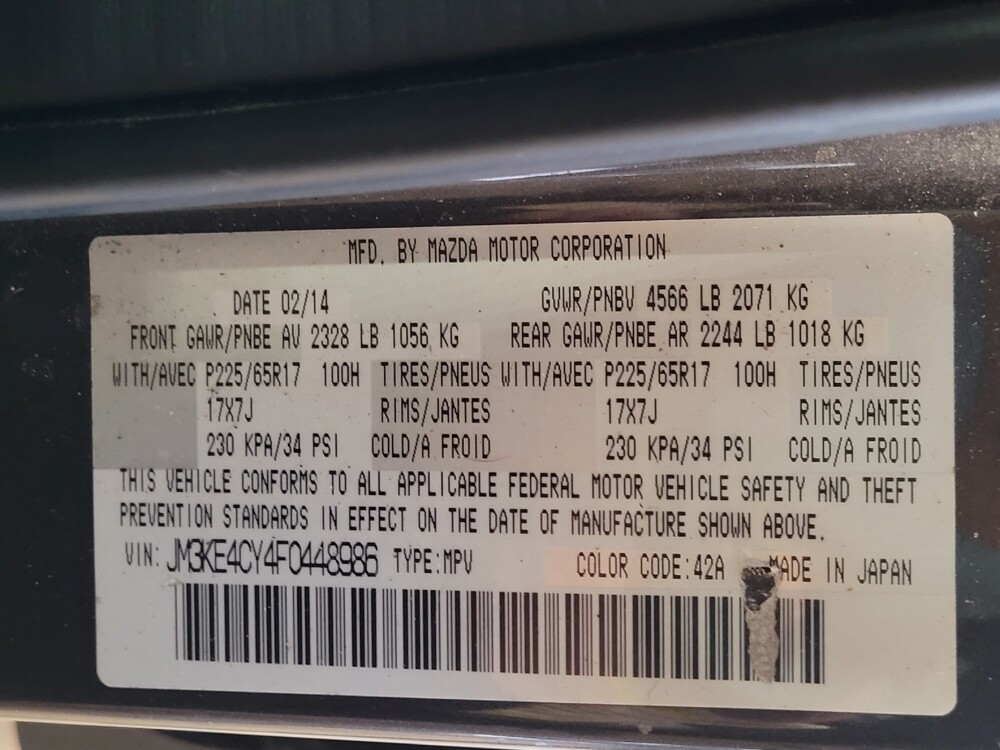 MFD. BY MAZDA MOTOR CORPORATION
DATE 02/14 GVWR/PNBV 4566 LB 2071 KG
FRONT GAWR/PNBE AV 2328 LB 1056 KG REAR GAWR/PNBE AR 2244 LB 1018 KG
WITH/AVEC P225/65R17 100H TIRES/PNEUS WITH/AVEC P225/65R17 100H TIRES/PNEUS
17X7J RIMS/JANTES 17X7J RIMS/JANTES
230 KPA/34 PSI COLD/A FROID 230 KPA/34 PSI COLD/A FROID
THIS VEHICLE CONFORMS TO ALL APPLICABLE FEDERAL MOTOR VEHICLE SAFETY AND THEFT
PREVENTION STANDARDS IN EFFECT ON THE DATE OF MANUFACTURE SHOWN ABOVE.
VIN: JM3KE4CY4F0448986 TYPE:MPV COLOR CODE:42A MADE IN JAPAN